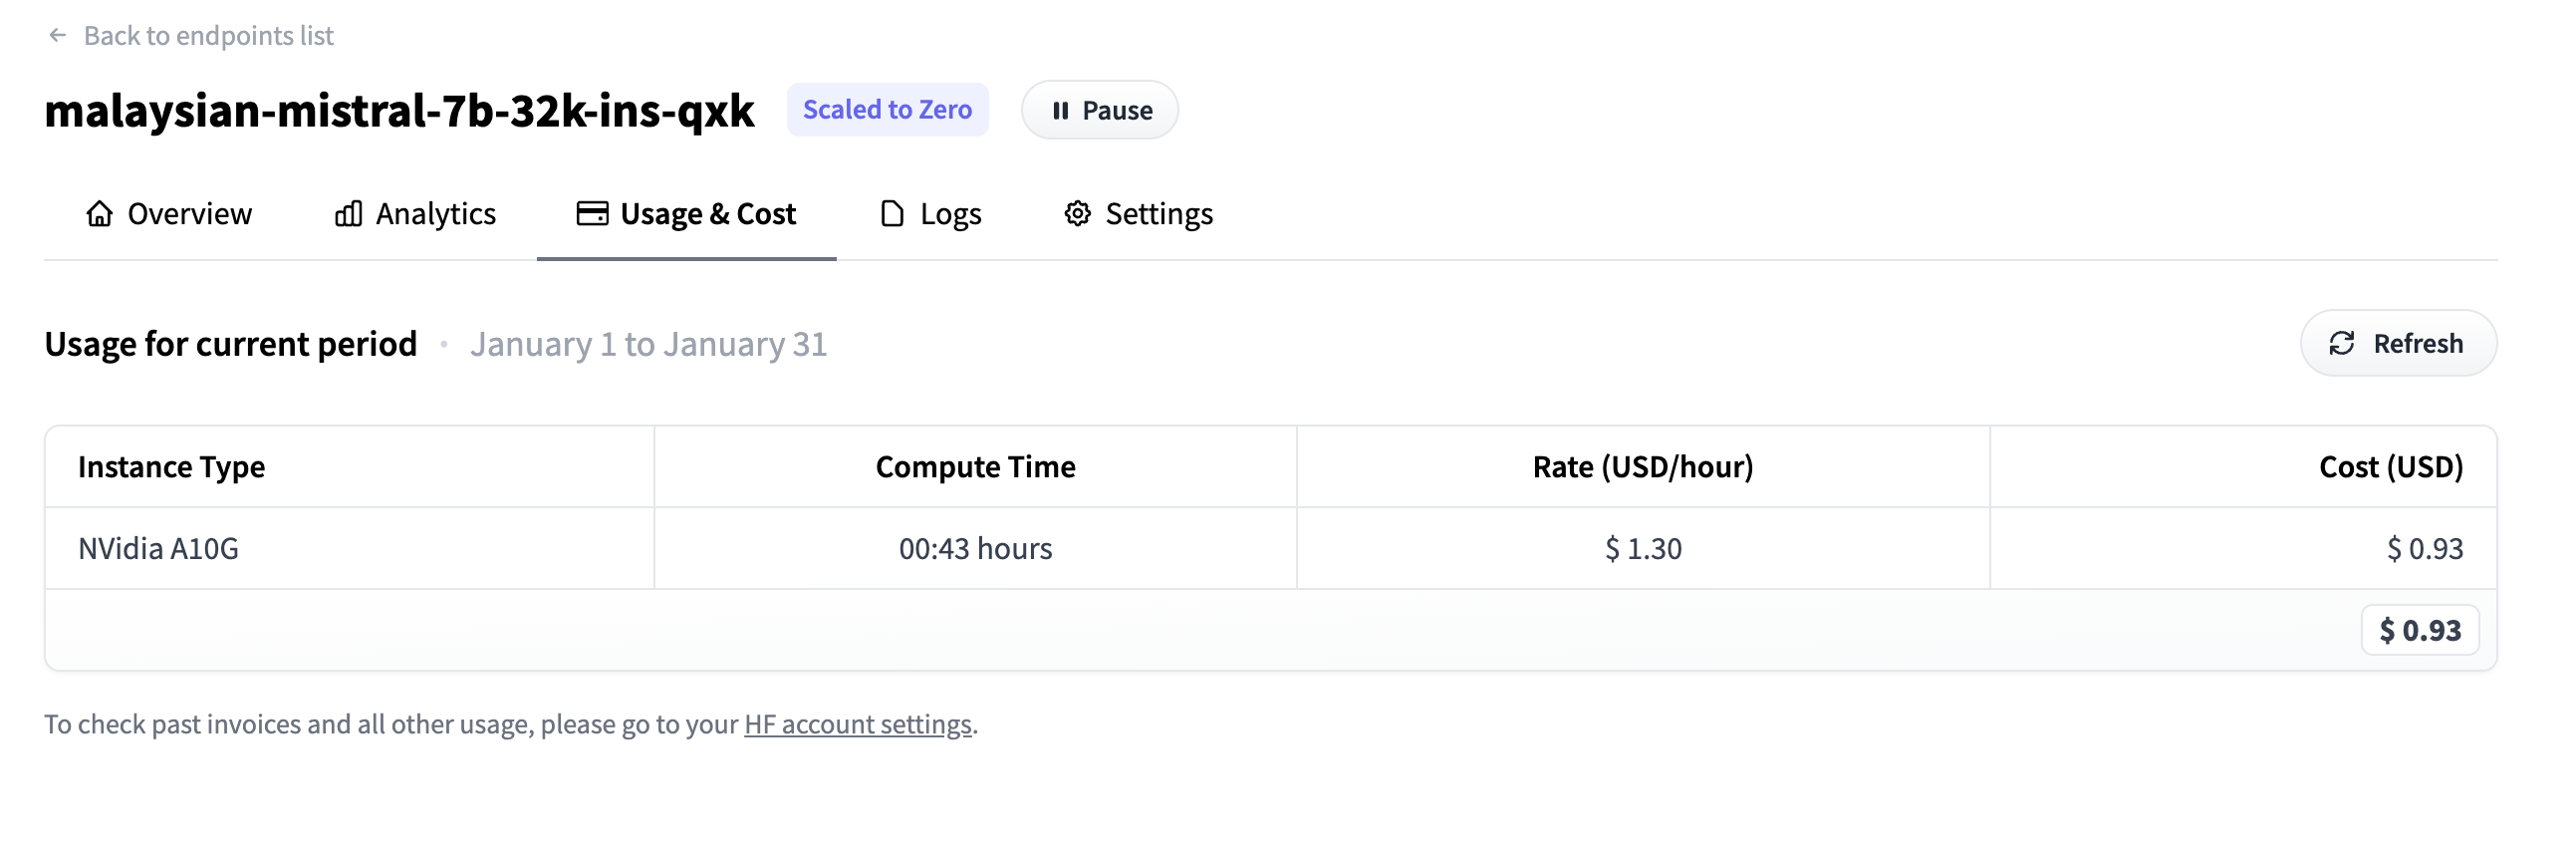 Back to endpoints list
malaysian-mistral-7b-32k-ins-qxk Scaled to Zero Pause
Overview Analytics Usage & Cost Logs Settings
Usage for current period • January 1 to January 31 Refresh
Instance Type Compute Time Rate (USD/hour) Cost (USD)
NVidia A10G 00:43 hours $ 1.30 $ 0.93
$ 0.93
To check past invoices and all other usage, please go to your HF account settings.